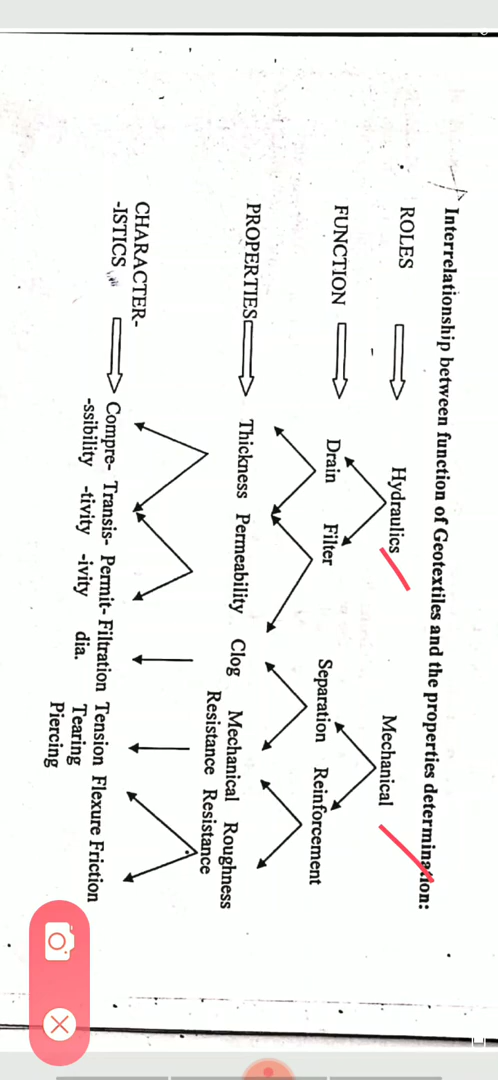 Interrelationship between function of Geotextiles and the properties determination:
ROLES Hydraulics Mechanical
FUNCTION Drain Filter Separation Reinforcement
PROPERTIES Thickness Permeability Clog Mechanical Roughness
Resistance Resistance
CHARACTER-
-ISTICS Compre- Transis- Permit- Filtration Tension Flexure Friction
-ssibility -tivity -ivity dia. Tearing
Piercing